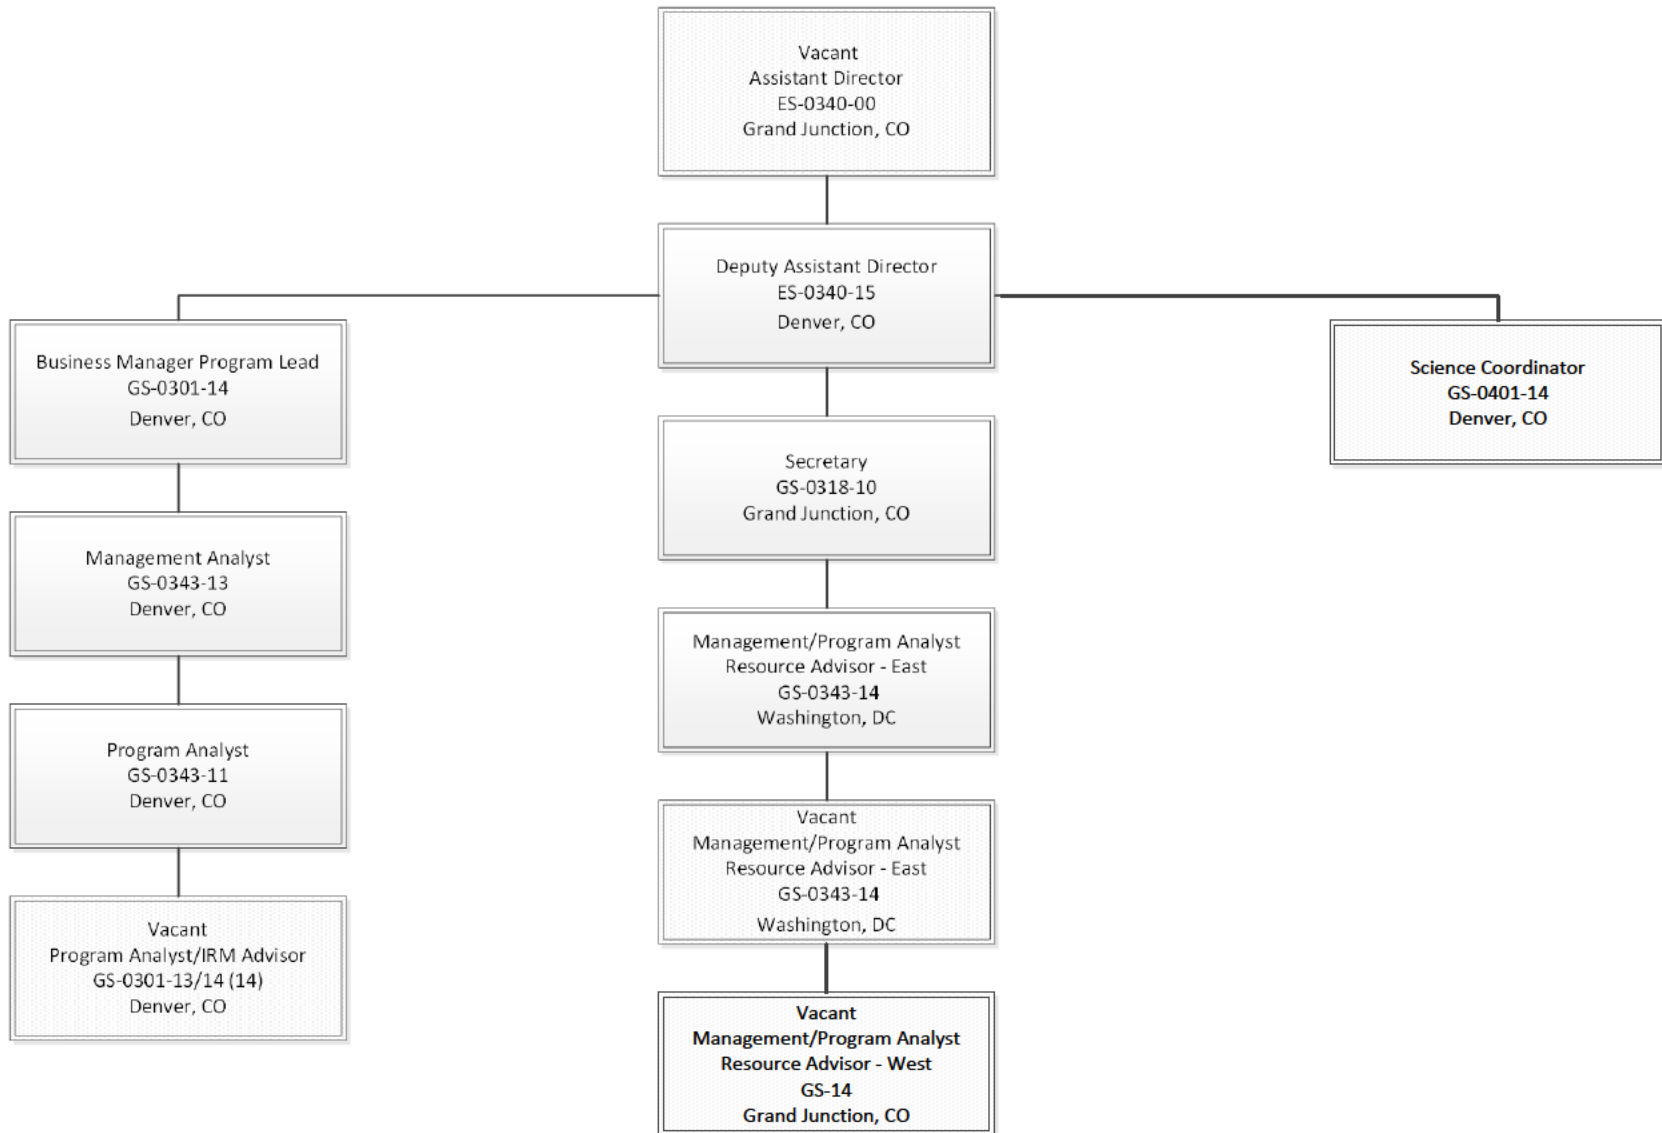 Vacant
Assistant Director
ES-0340-00
Grand Junction, CO
Deputy Assistant Director
ES-0340-15
Denver, CO
Business Manager Program Lead
GS-0301-14
Denver, CO
Management Analyst
GS-0343-13
Denver, CO
Program Analyst
GS-0343-11
Denver, CO
Vacant
Program Analyst/IRM Advisor
GS-0301-13/14 (14)
Denver, CO
Secretary
GS-0318-10
Grand Junction, CO
Management/Program Analyst
Resource Advisor - East
GS-0343-14
Washington, DC
Vacant
Management/Program Analyst
Resource Advisor - East
GS-0343-14
Washington, DC
Vacant
Management/Program Analyst
Resource Advisor - West
GS-14
Grand Junction, CO
Science Coordinator
GS-0401-14
Denver, CO